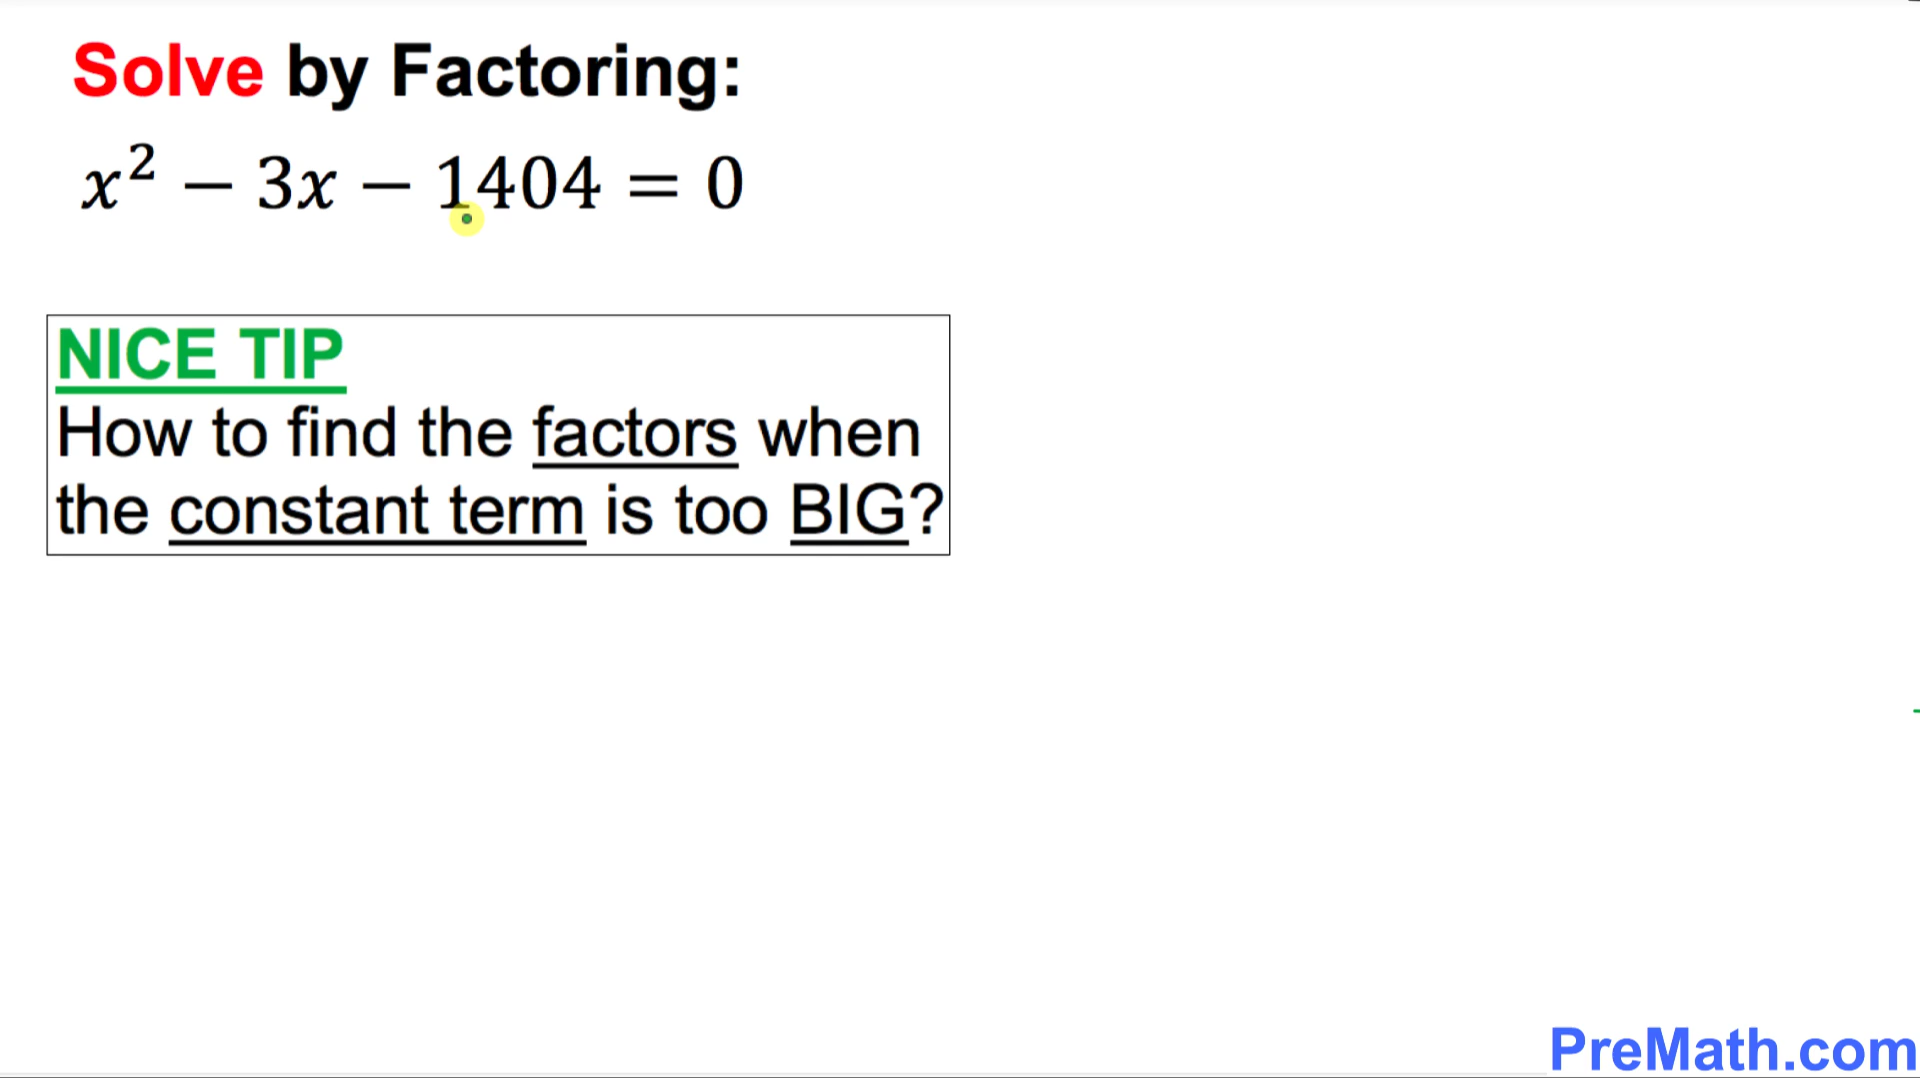 Solve by Factoring:
x² − 3x − 1404 = 0
NICE TIP
How to find the factors when
the constant term is too BIG?
PreMath.com